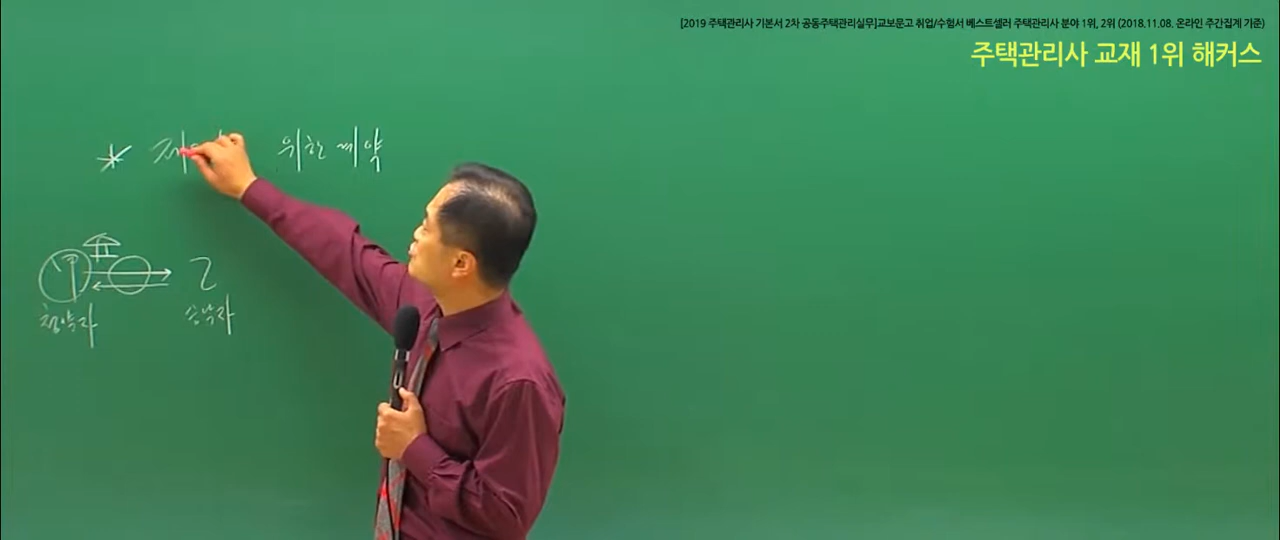 [2019 주택관리사 기본서 2차 공동주택관리실무]교보문고 취업/수험서 베스트셀러 주택관리사 분야 1위, 2위 (2018.11.08. 온라인 주간집계 기준)
주택관리사 교재 1위 해커스
위한 계약
청약자
승낙자